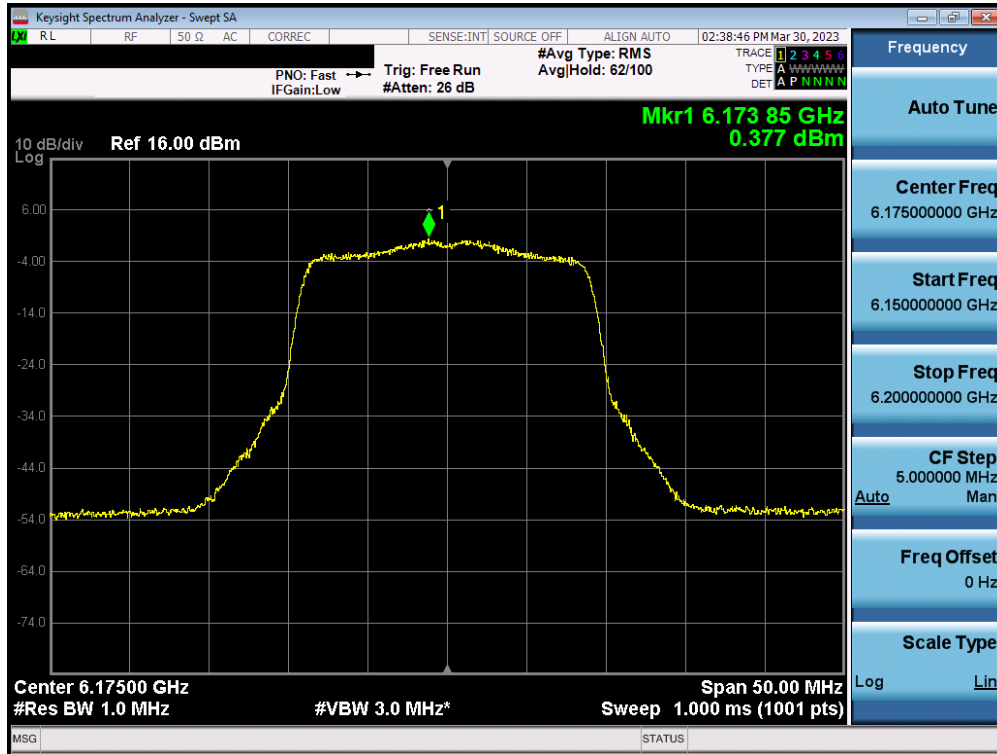 Keysight Spectrum Analyzer - Swept SA
LXI RL RF 50 Ω AC CORREC SENSE:INT SOURCE OFF ALIGN AUTO 02:38:46 PM Mar 30, 2023
PNO: Fast Trig: Free Run #Avg Type: RMS TRACE 1 2 3 4 5 6
IFGain:Low #Atten: 26 dB Avg|Hold: 62/100 TYPE A WWWWW
DET A P N N N N
Mkr1 6.173 85 GHz
0.377 dBm
10 dB/div Ref 16.00 dBm
Log
1
6.00
-4.00
-14.0
-24.0
-34.0
-44.0
-54.0
-64.0
-74.0
Center 6.17500 GHz Span 50.00 MHz
#Res BW 1.0 MHz #VBW 3.0 MHz* Sweep 1.000 ms (1001 pts)
MSG STATUS
Frequency
Auto Tune
Center Freq
6.175000000 GHz
Start Freq
6.150000000 GHz
Stop Freq
6.200000000 GHz
CF Step
5.000000 MHz
Auto Man
Freq Offset
0 Hz
Scale Type
Log Lin